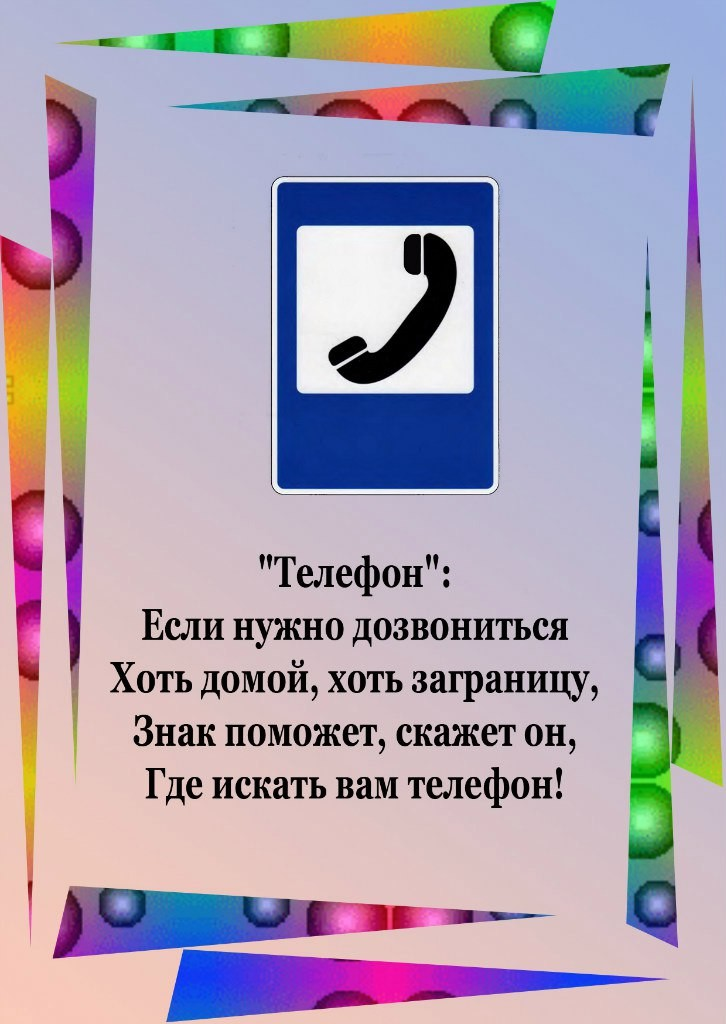 "Телефон":
Если нужно дозвониться
Хоть домой, хоть заграницу,
Знак поможет, скажет он,
Где искать вам телефон!